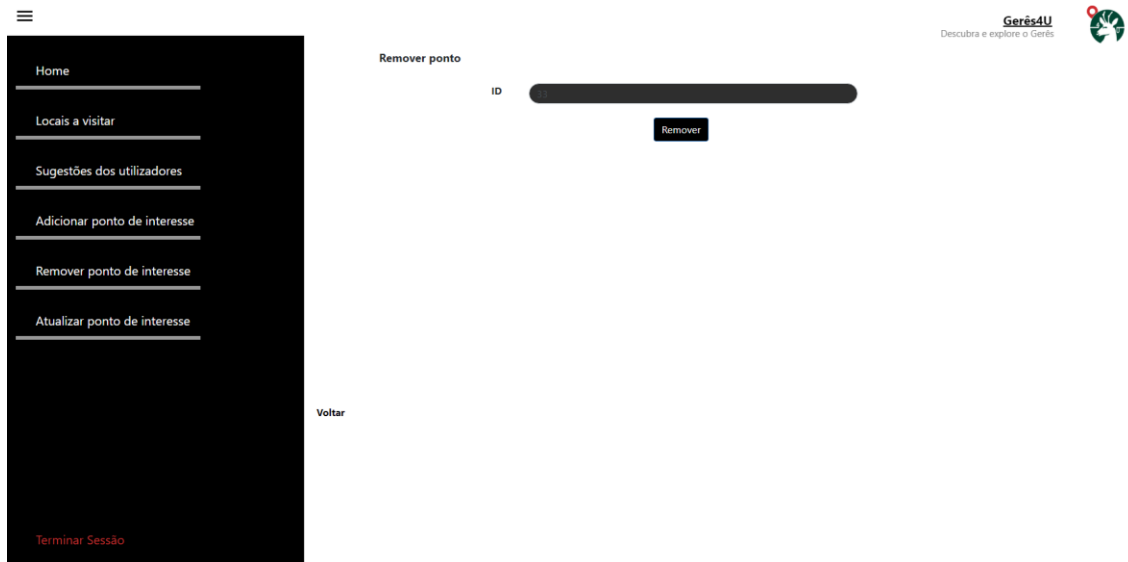 Gerês4U
Descubra e explore o Gerês
Home
Locais a visitar
Sugestões dos utilizadores
Adicionar ponto de interesse
Remover ponto de interesse
Atualizar ponto de interesse
Terminar Sessão
Remover ponto
ID
33
Remover
Voltar